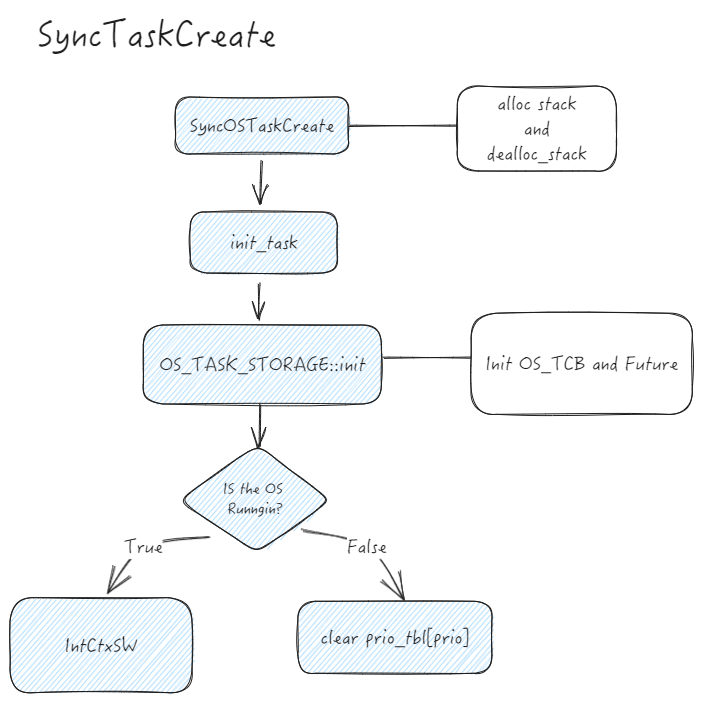 SyncTaskCreate
SyncOSTaskCreate
alloc stack
and
dealloc_stack
init_task
OS_TASK_STORAGE::init
Init OS_TCB and Future
IS the OS
Runngin?
True
False
IntCtxSW
clear prio_tbl[prio]